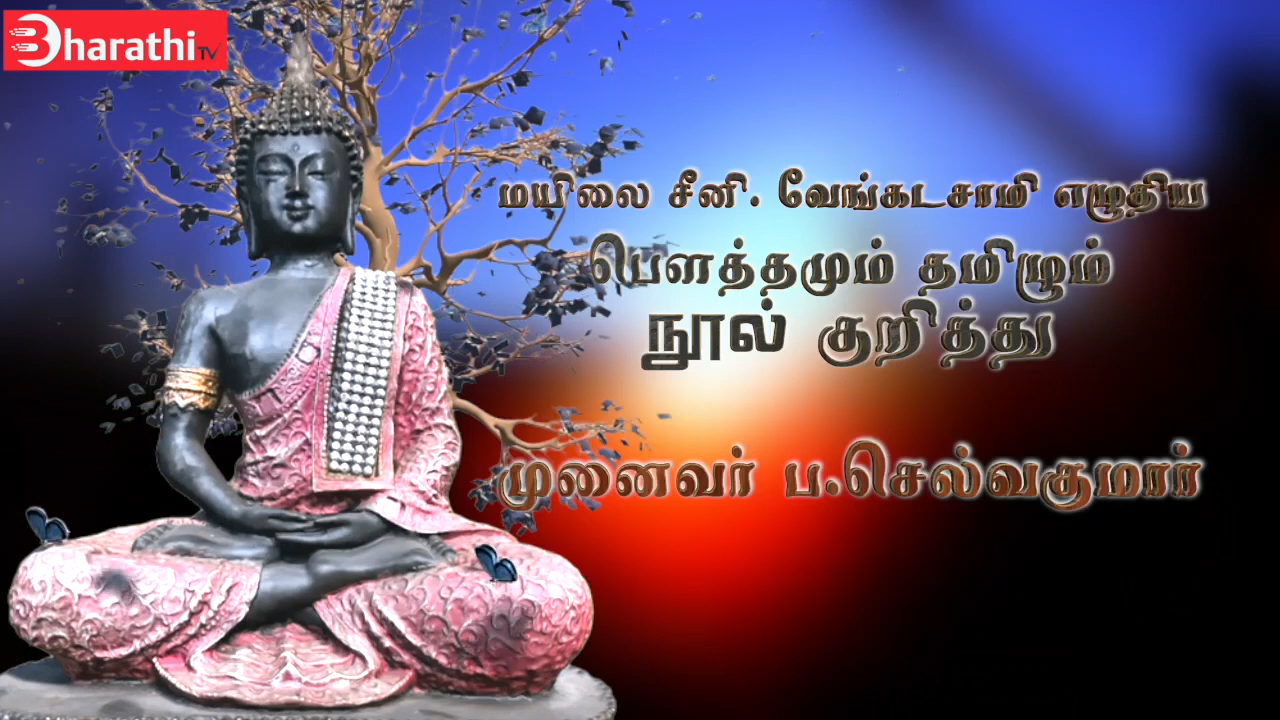 Bharathi TV
மயிலை சீனி. வேங்கடசாமி எழுதிய
பௌத்தமும் தமிழும்
நூல் குறித்து
முனைவர் ப.செல்வகுமார்